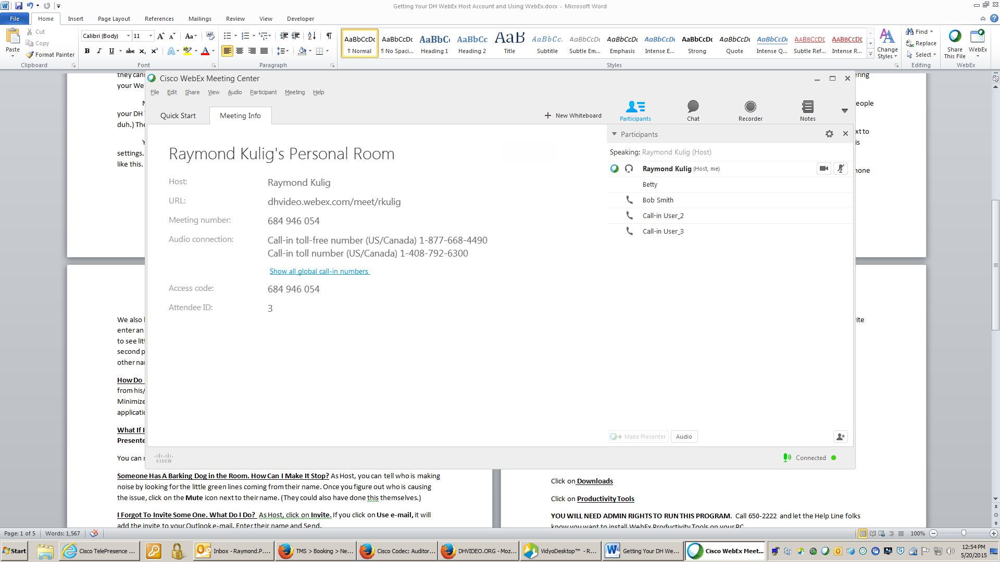 Getting Your DH WebEx Host Account and Using WebEx.docx - Microsoft Word
File Home Insert Page Layout References Mailings Review View Developer
Paste
Cut
Copy
Format Painter
Clipboard
Calibri (Body) 11
Font
Paragraph
AaBbCcDc AaBbCcDc AaBbCc AaBbCc AaB AaBbCc. AaBbCcDc AaBbCcDc AaBbCcDc AaBbCcDc AaBbCcDc AaBbCcDc AABBCCDD AABBCCDD
¶ Normal ¶ No Spaci... Heading 1 Heading 2 Title Subtitle Subtle Em... Emphasis Intense E... Strong Quote Intense Q... Subtle Ref... Intense R...
Styles
Change
Styles
Find
Replace
Select
Editing
Share
This File
WebEx
WebEx
they can
your We
your DH
duh.) The
settings.
like this.
ering
eople
xt to
is
none
Cisco WebEx Meeting Center
File Edit Share View Audio Participant Meeting Help
Quick Start Meeting Info
New Whiteboard
Participants Chat Recorder Notes
Raymond Kulig's Personal Room
Host: Raymond Kulig
URL: dhvideo.webex.com/meet/rkulig
Meeting number: 684 946 054
Audio connection: Call-in toll-free number (US/Canada) 1-877-668-4490
Call-in toll number (US/Canada) 1-408-792-6300
Show all global call-in numbers
Access code: 684 946 054
Attendee ID: 3
Participants
Speaking: Raymond Kulig (Host)
Raymond Kulig (Host, me)
Betty
Bob Smith
Call-in User_2
Call-in User_3
Make Presenter Audio
cisco
Connected
We also
enter an
to see litt
second p
other na
How Do
from his/
Minimize
applicatio
What If I
Presente
You can
ite
Someone Has A Barking Dog in the Room. How Can I Make It Stop? As Host, you can tell who is making
noise by looking for the little green lines coming from their name. Once you figure out who is causing
the issue, click on the Mute icon next to their name. (They could also have done this themselves.)
I Forgot To Invite Some One. What Do I Do? As Host, click on Invite. If you click on Use e-mail, it will
add the invite to your Outlook e-mail. Enter their name and Send.
Click on Downloads
Click on Productivity Tools
YOU WILL NEED ADMIN RIGHTS TO RUN THIS PROGRAM. Call 650-2222 and let the Help Line folks
know you want to install WebEx Productivity Tools on your PC
Page: 1 of 5 Words: 1,567
100%
Start
Cisco TelePresence ...
Inbox - Raymond.P....
TMS > Booking > Ne...
Cisco Codec: Auditor...
DHVIDEO.ORG - Moz...
VidyoDesktop™ - R...
Getting Your DH We...
Cisco WebEx Meet...
12:54 PM
5/20/2015